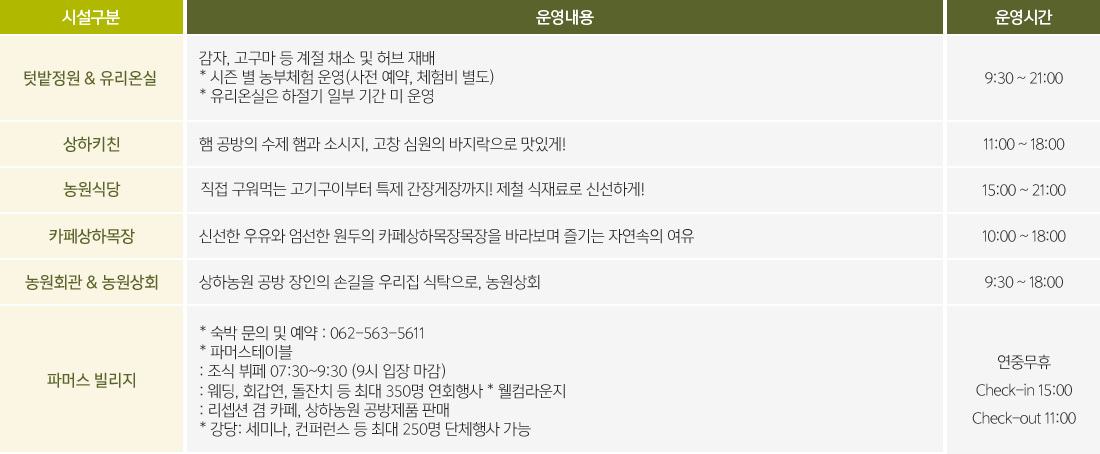 시설구분 운영내용 운영시간
텃밭정원 & 유리온실
감자, 고구마 등 계절 채소 및 허브 재배
* 시즌 별 농부체험 운영(사전 예약, 체험비 별도)
* 유리온실은 하절기 일부 기간 미 운영
9:30 ~ 21:00
상하키친 햄 공방의 수제 햄과 소시지, 고창 심원의 바지락으로 맛있게! 11:00 ~ 18:00
농원식당 직접 구워먹는 고기구이부터 특제 간장게장까지! 제철 식재료로 신선하게! 15:00 ~ 21:00
카페상하목장 신선한 우유와 엄선한 원두의 카페상하목장목장을 바라보며 즐기는 자연속의 여유 10:00 ~ 18:00
농원회관 & 농원상회 상하농원 공방 장인의 손길을 우리집 식탁으로, 농원상회 9:30 ~ 18:00
파머스 빌리지
* 숙박 문의 및 예약 : 062-563-5611
* 파머스테이블
: 조식 뷔페 07:30~9:30 (9시 입장 마감)
: 웨딩, 회갑연, 돌잔치 등 최대 350명 연회행사 * 웰컴라운지
: 리셉션 겸 카페, 상하농원 공방제품 판매
* 강당: 세미나, 컨퍼런스 등 최대 250명 단체행사 가능
연중무휴
Check-in 15:00
Check-out 11:00